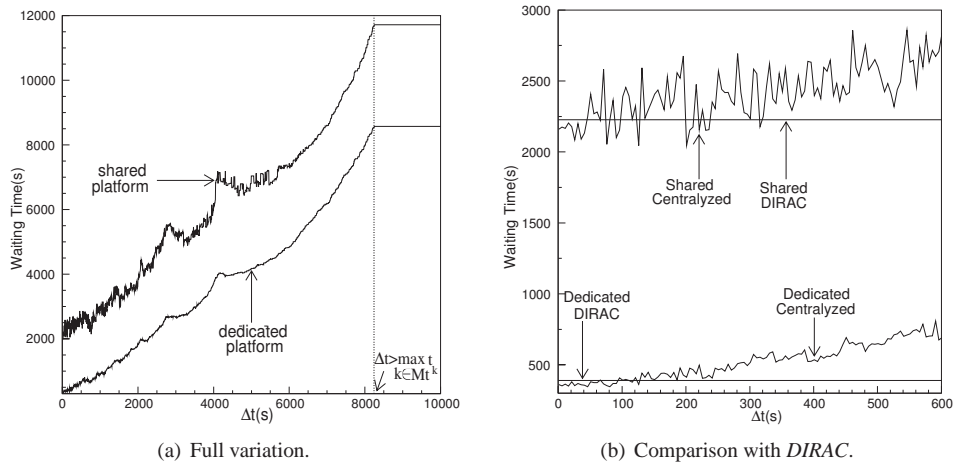 12000
10000
8000
6000
4000
2000
Waiting Time(s)
shared
platform
dedicated
platform
Δt>max t
k∈Mt k
0
2000
4000
6000
8000
10000
Δt(s)
(a) Full variation.
3000
2500
2000
1500
1000
500
Waiting Time(s)
Shared
Centralyzed
Shared
DIRAC
Dedicated
DIRAC
Dedicated
Centralyzed
0
100
200
300
400
500
600
Δt(s)
(b) Comparison with DIRAC.